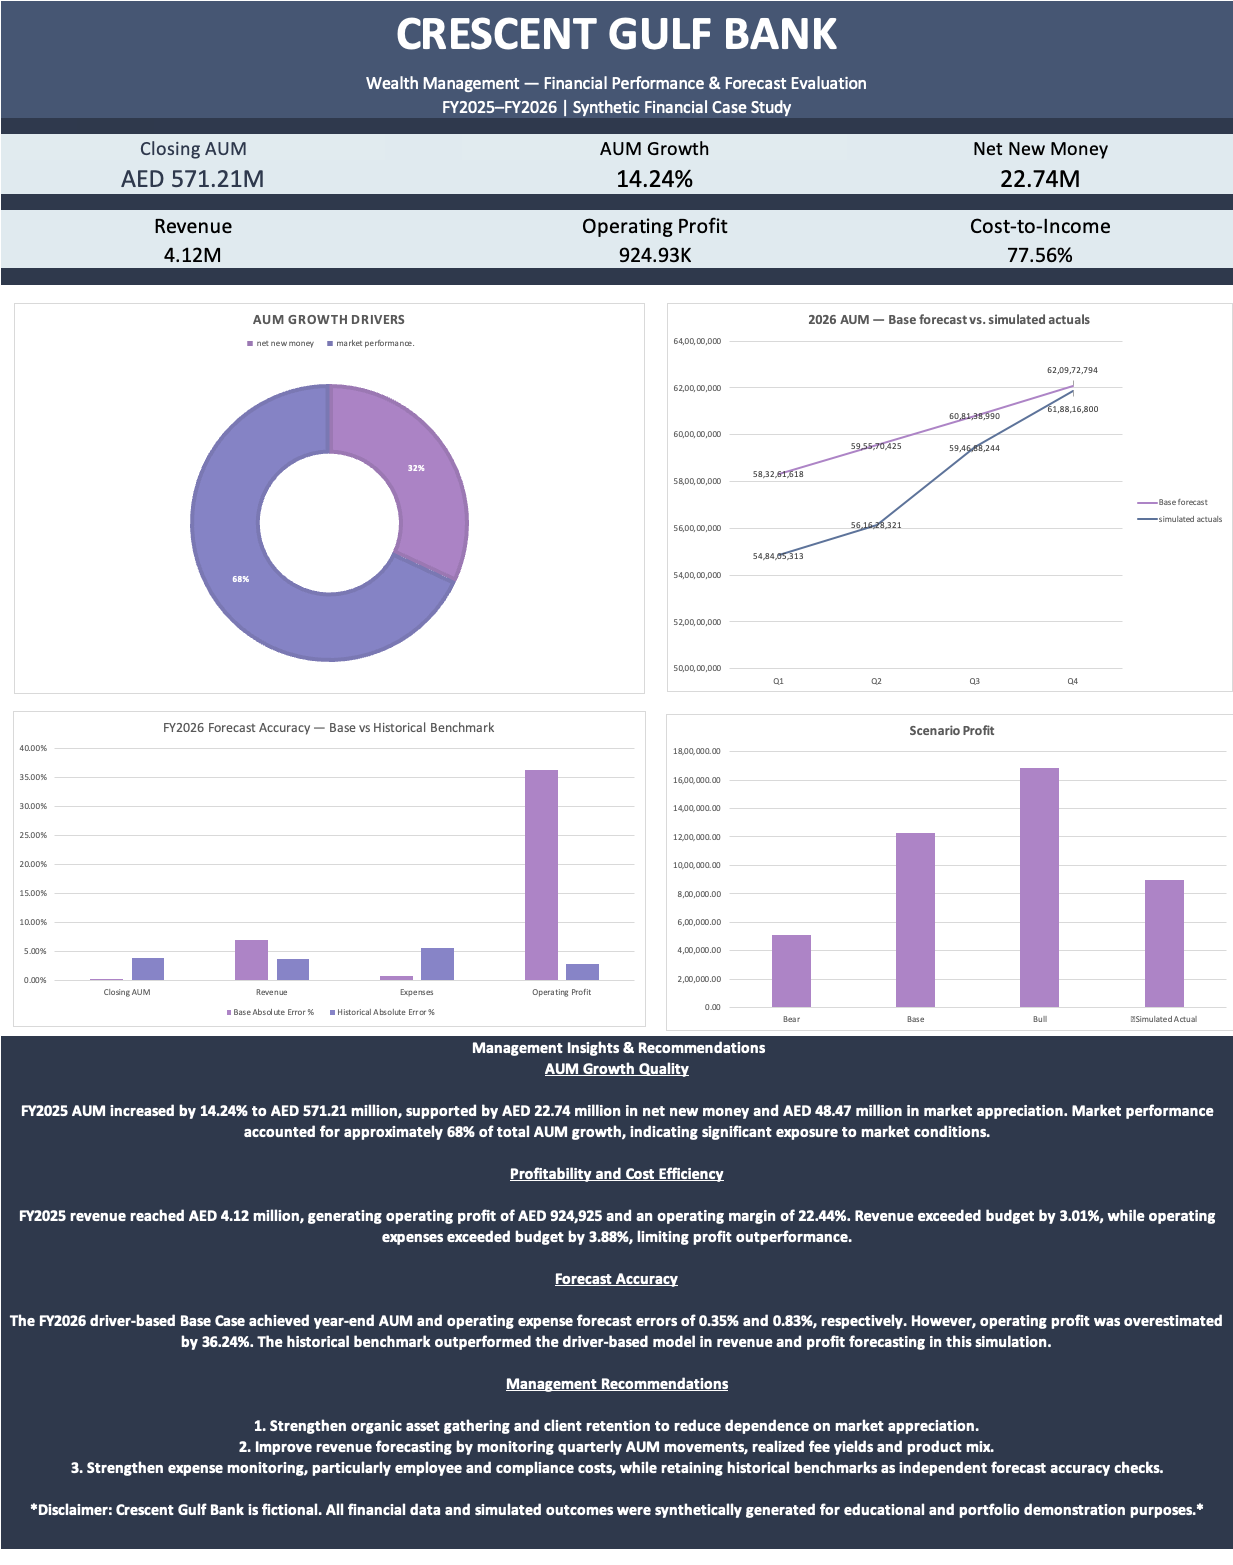 CRESCENT GULF BANK
Wealth Management — Financial Performance & Forecast Evaluation
FY2025–FY2026 | Synthetic Financial Case Study
Closing AUM
AED 571.21M
AUM Growth
14.24%
Net New Money
22.74M
Revenue
4.12M
Operating Profit
924.93K
Cost-to-Income
77.56%
AUM GROWTH DRIVERS
net new money
market performance.
32%
68%
2026 AUM — Base forecast vs. simulated actuals
64,00,00,000
62,00,00,000
60,00,00,000
58,00,00,000
56,00,00,000
54,00,00,000
52,00,00,000
50,00,00,000
58,32,61,618
59,55,70,425
60,81,38,990
62,09,72,794
54,84,05,313
56,16,28,321
59,46,88,244
61,88,16,800
Q1
Q2
Q3
Q4
Base forecast
simulated actuals
FY2026 Forecast Accuracy — Base vs Historical Benchmark
40.00%
35.00%
30.00%
25.00%
20.00%
15.00%
10.00%
5.00%
0.00%
Closing AUM
Revenue
Expenses
Operating Profit
Base Absolute Error %
Historical Absolute Error %
Scenario Profit
18,00,000.00
16,00,000.00
14,00,000.00
12,00,000.00
10,00,000.00
8,00,000.00
6,00,000.00
4,00,000.00
2,00,000.00
0.00
Bear
Base
Bull
Simulated Actual
Management Insights & Recommendations
AUM Growth Quality
FY2025 AUM increased by 14.24% to AED 571.21 million, supported by AED 22.74 million in net new money and AED 48.47 million in market appreciation. Market performance
accounted for approximately 68% of total AUM growth, indicating significant exposure to market conditions.
Profitability and Cost Efficiency
FY2025 revenue reached AED 4.12 million, generating operating profit of AED 924,925 and an operating margin of 22.44%. Revenue exceeded budget by 3.01%, while operating
expenses exceeded budget by 3.88%, limiting profit outperformance.
Forecast Accuracy
The FY2026 driver-based Base Case achieved year-end AUM and operating expense forecast errors of 0.35% and 0.83%, respectively. However, operating profit was overestimated
by 36.24%. The historical benchmark outperformed the driver-based model in revenue and profit forecasting in this simulation.
Management Recommendations
1. Strengthen organic asset gathering and client retention to reduce dependence on market appreciation.
2. Improve revenue forecasting by monitoring quarterly AUM movements, realized fee yields and product mix.
3. Strengthen expense monitoring, particularly employee and compliance costs, while retaining historical benchmarks as independent forecast accuracy checks.
*Disclaimer: Crescent Gulf Bank is fictional. All financial data and simulated outcomes were synthetically generated for educational and portfolio demonstration purposes.*